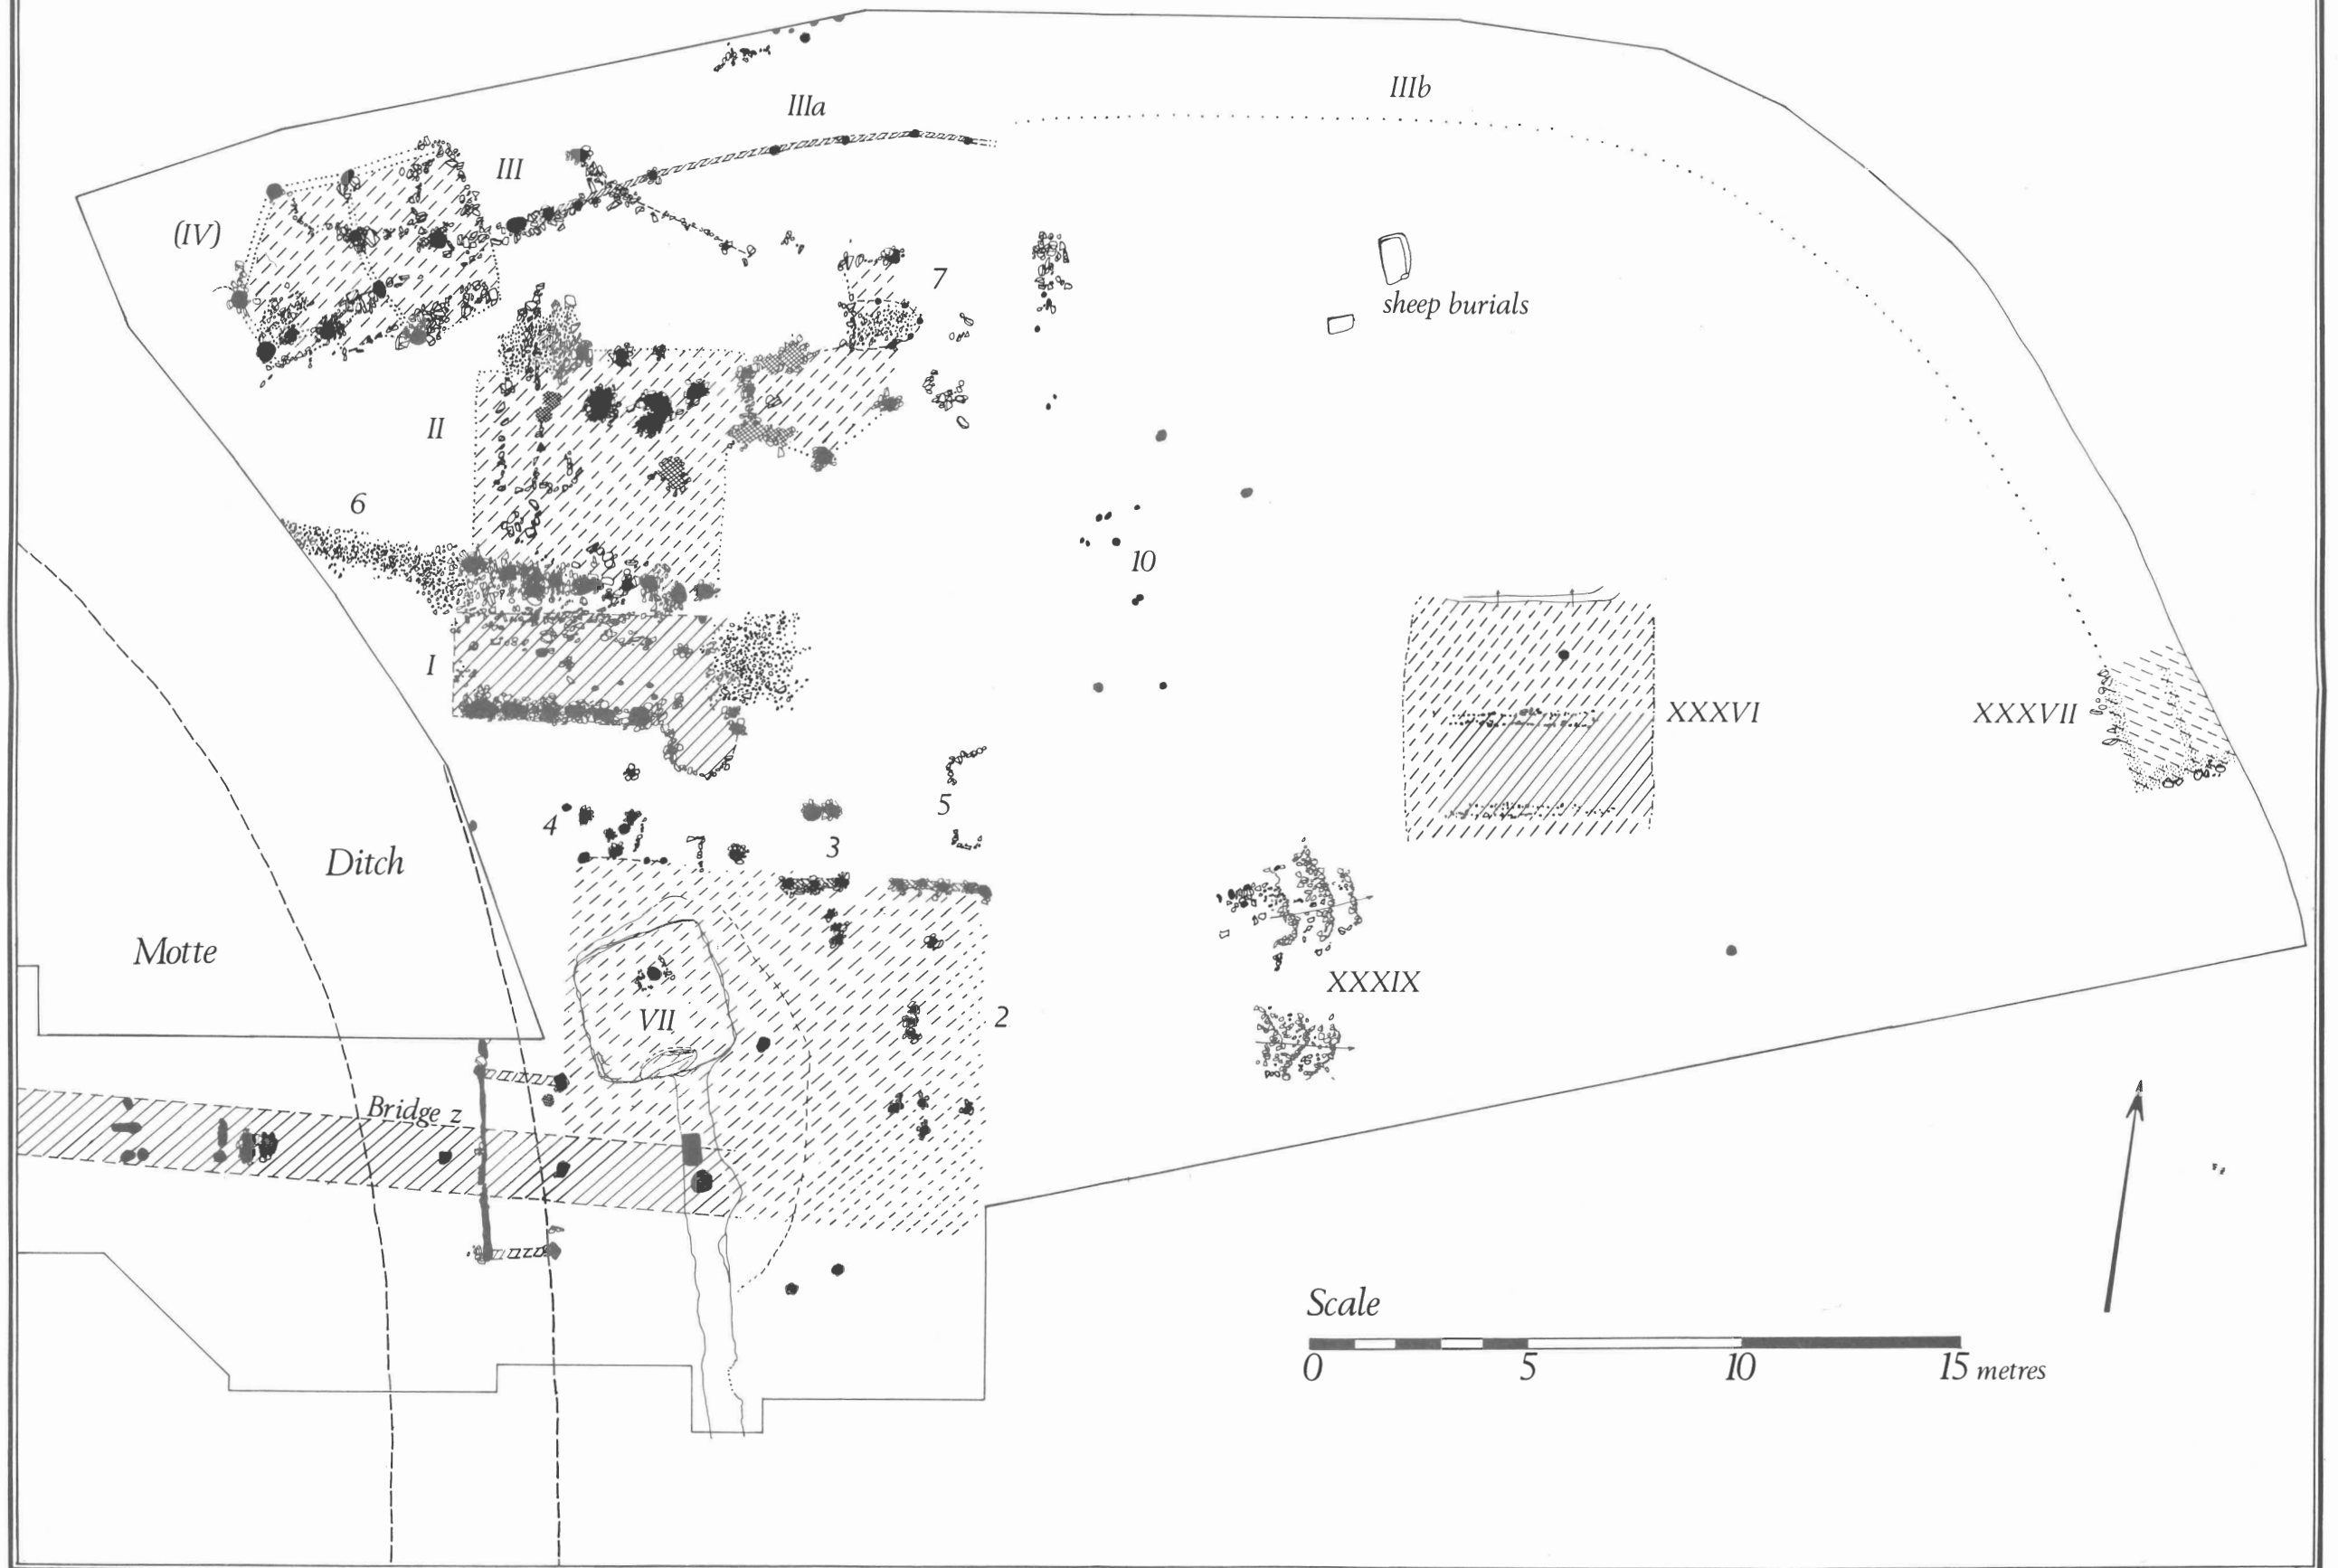 IIIb
IIIa
III
(IV)
7
sheep burials
II
6
10
I
XXXVI
XXXVII
5
4
3
Ditch
Motte
XXXIX
VII
2
Bridge z
Scale
0 5 10 15 metres